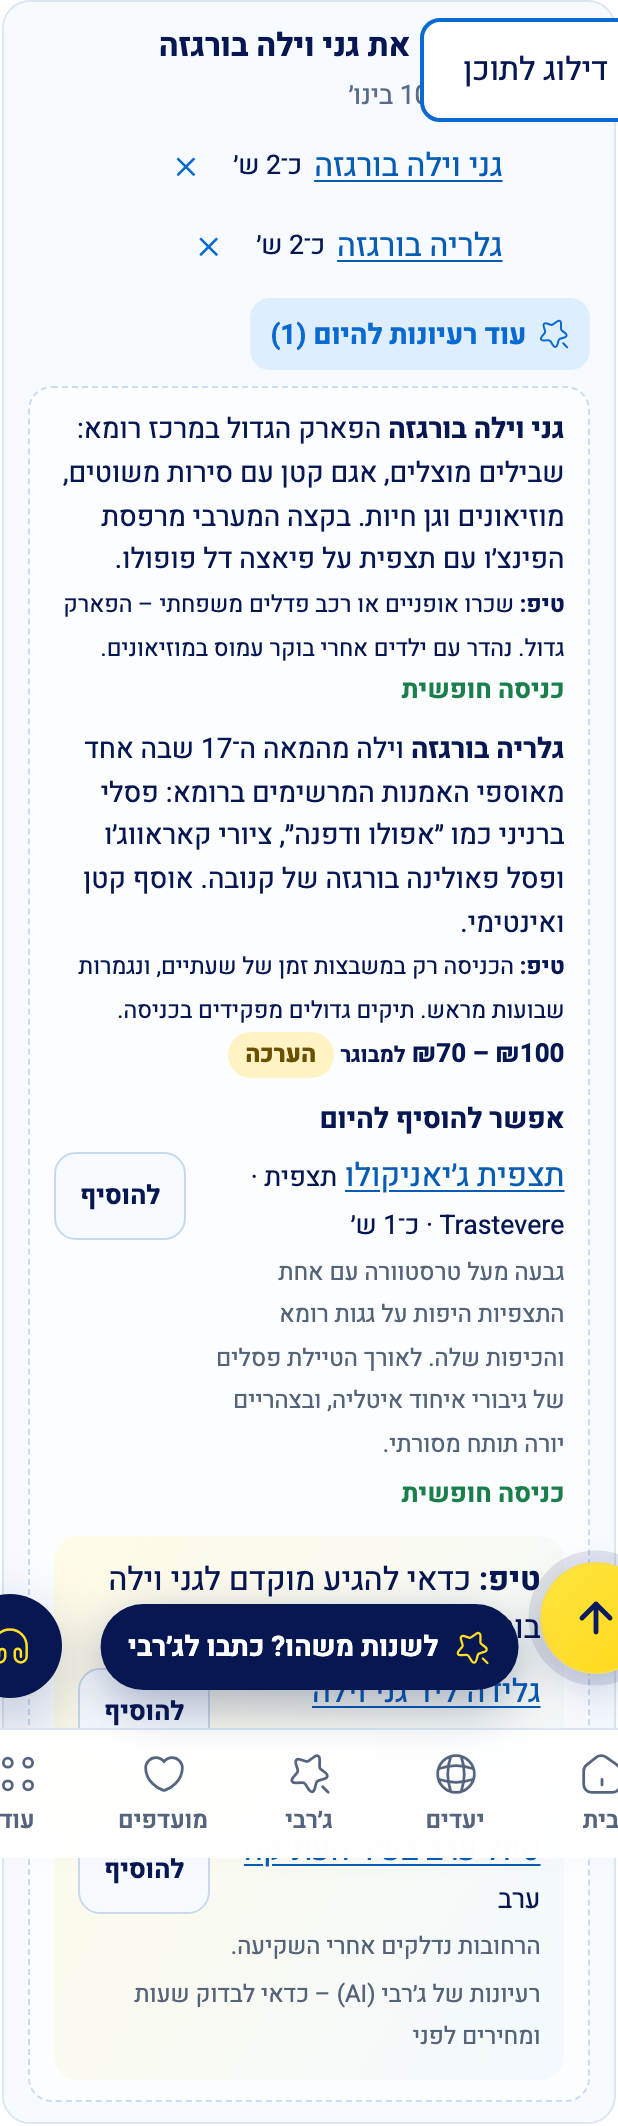 את גני וילה בורגזה
דילוג לתוכן
10 בינו׳
גני וילה בורגזה כ־2 ש׳ ×
גלריה בורגזה כ־2 ש׳ ×
עוד רעיונות להיום (1)
גני וילה בורגזה הפארק הגדול במרכז רומא:
שבילים מוצלים, אגם קטן עם סירות משוטים,
מוזיאונים וגן חיות. בקצה המערבי מרפסת
הפינצ׳ו עם תצפית על פיאצה דל פופולו.
טיפ: שכרו אופניים או רכב פדלים משפחתי – הפארק
גדול. נהדר עם ילדים אחרי בוקר עמוס במוזיאונים.
כניסה חופשית
גלריה בורגזה וילה מהמאה ה־17 שבה אחד
מאוספי האמנות המרשימים ברומא: פסלי
ברניני כמו ״אפולו ודפנה״, ציורי קאראווג׳ו
ופסל פאולינה בורגזה של קנובה. אוסף קטן
ואינטימי.
טיפ: הכניסה רק במשבצות זמן של שעתיים, ונגמרות
שבועות מראש. תיקים גדולים מפקידים בכניסה.
₪70 – ₪100 למבוגר הערכה
אפשר להוסיף להיום
תצפית ג׳יאניקולו תצפית ·
Trastevere · כ־1 ש׳
להוסיף
גבעה מעל טרסטוורה עם אחת
התצפיות היפות על גגות רומא
והכיפות שלה. לאורך הטיילת פסלים
של גיבורי איחוד איטליה, ובצהריים
יורה תותח מסורתי.
כניסה חופשית
טיפ: כדאי להגיע מוקדם לגני וילה
לשנות משהו? כתבו לג׳רבי
גלידה ליד גני וילה
להוסיף
בית
יעדים
ג׳רבי
מועדפים
עוד
להוסיף
ערב
הרחובות נדלקים אחרי השקיעה.
רעיונות של ג׳רבי (AI) – כדאי לבדוק שעות
ומחירים לפני